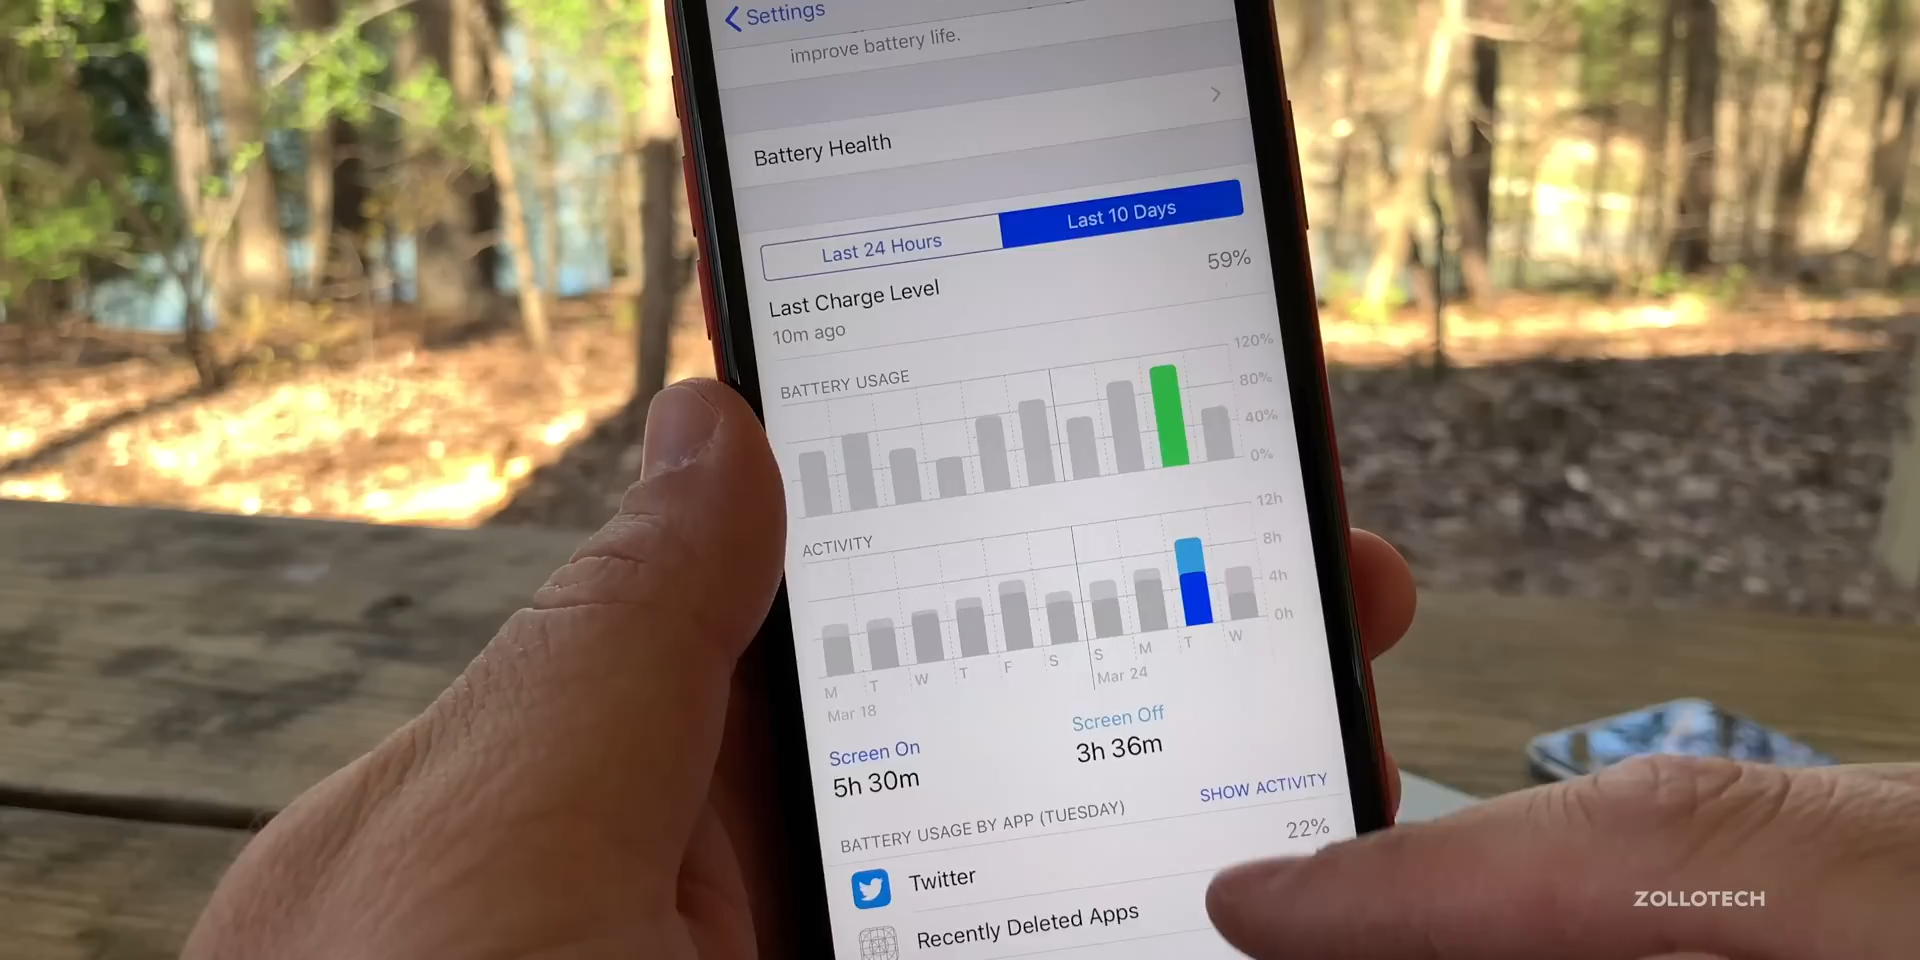 Settings
improve battery life.
Battery Health
Last 24 Hours
Last 10 Days
Last Charge Level
59%
10m ago
BATTERY USAGE
120%
80%
40%
0%
ACTIVITY
12h
8h
4h
0h
M T W T F S S M T W
Mar 18
Mar 24
Screen On
Screen Off
5h 30m
3h 36m
BATTERY USAGE BY APP (TUESDAY)
SHOW ACTIVITY
Twitter
22%
Recently Deleted Apps
ZOLLOTECH